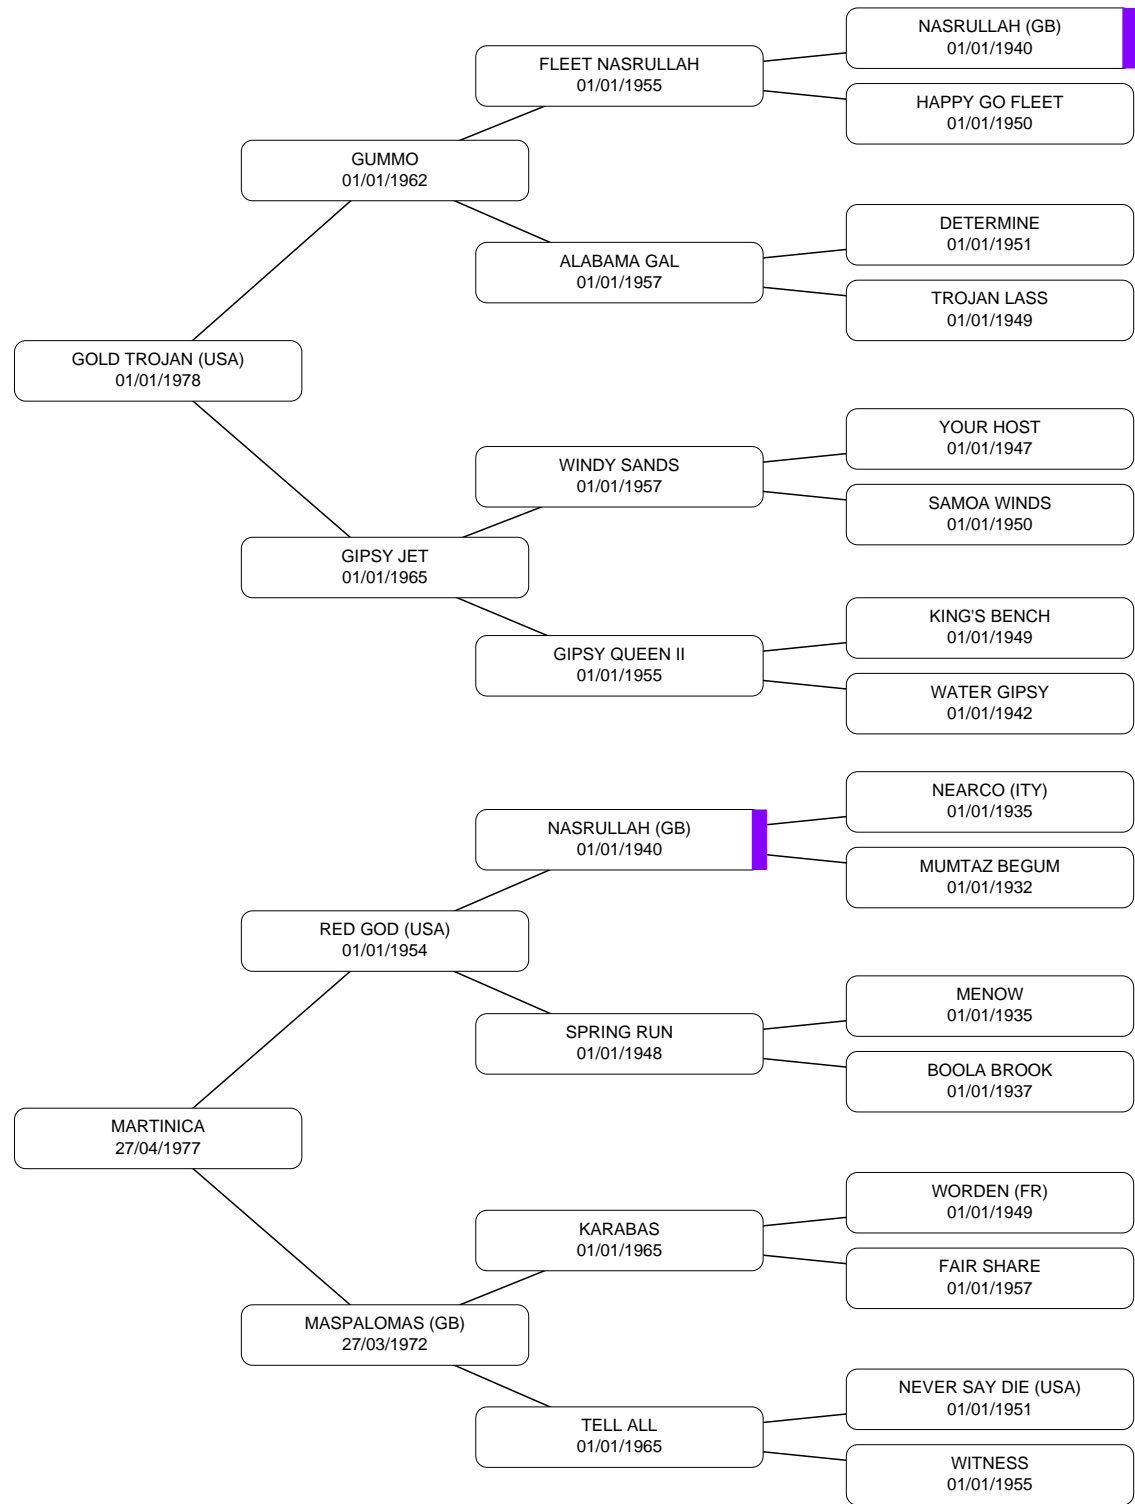 NASRULLAH (GB)
01/01/1940
FLEET NASRULLAH
01/01/1955
HAPPY GO FLEET
01/01/1950
GUMMO
01/01/1962
DETERMINE
01/01/1951
ALABAMA GAL
01/01/1957
TROJAN LASS
01/01/1949
GOLD TROJAN (USA)
01/01/1978
YOUR HOST
01/01/1947
WINDY SANDS
01/01/1957
SAMOA WINDS
01/01/1950
GIPSY JET
01/01/1965
KING'S BENCH
01/01/1949
GIPSY QUEEN II
01/01/1955
WATER GIPSY
01/01/1942
NEARCO (ITY)
01/01/1935
NASRULLAH (GB)
01/01/1940
MUMTAZ BEGUM
01/01/1932
RED GOD (USA)
01/01/1954
MENOW
01/01/1935
SPRING RUN
01/01/1948
BOOLA BROOK
01/01/1937
MARTINICA
27/04/1977
WORDEN (FR)
01/01/1949
KARABAS
01/01/1965
FAIR SHARE
01/01/1957
MASPALOMAS (GB)
27/03/1972
NEVER SAY DIE (USA)
01/01/1951
TELL ALL
01/01/1965
WITNESS
01/01/1955